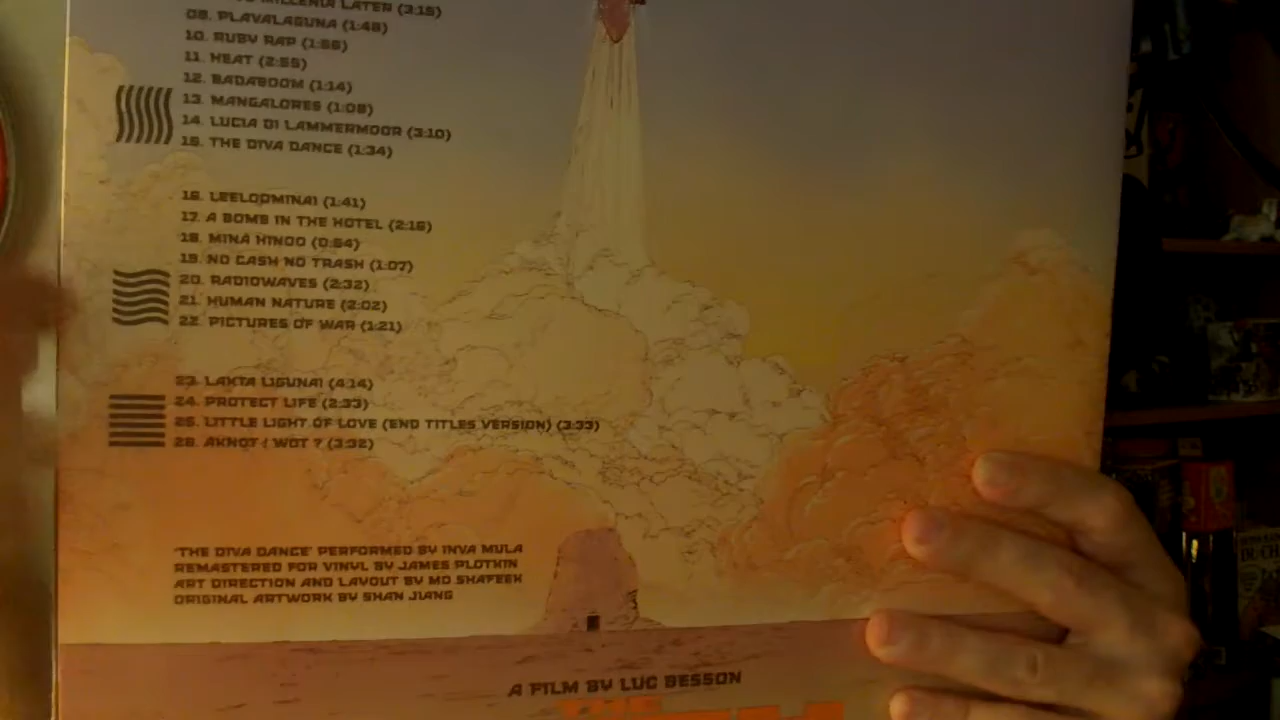 MILLENIA LATER (3:15)
09. PLAVALAGUNA (1:48)
10. RUBY RAP (1:56)
11. HEAT (2:55)
12. BADABOOM (1:14)
13. MANGALORES (1:08)
14. LUCIA DI LAMMERMOOR (3:10)
15. THE DIVA DANCE (1:34)
16. LEELOOMINAI (1:41)
17. A BOMB IN THE HOTEL (2:16)
18. MINA HINOO (0:54)
19. NO CASH NO TRASH (1:07)
20. RADIOWAVES (2:32)
21. HUMAN NATURE (2:02)
22. PICTURES OF WAR (1:21)
23. LAKTA LIGUNAI (4:14)
24. PROTECT LIFE (2:33)
25. LITTLE LIGHT OF LOVE (END TITLES VERSION) (3:33)
26. AKNOT! WOT ? (3:32)
'THE DIVA DANCE' PERFORMED BY INVA MULA
REMASTERED FOR VINYL BY JAMES PLOTKIN
ART DIRECTION AND LAYOUT BY MO SHAFEEK
ORIGINAL ARTWORK BY SHAN JIANG
A FILM BY LUC BESSON
THE